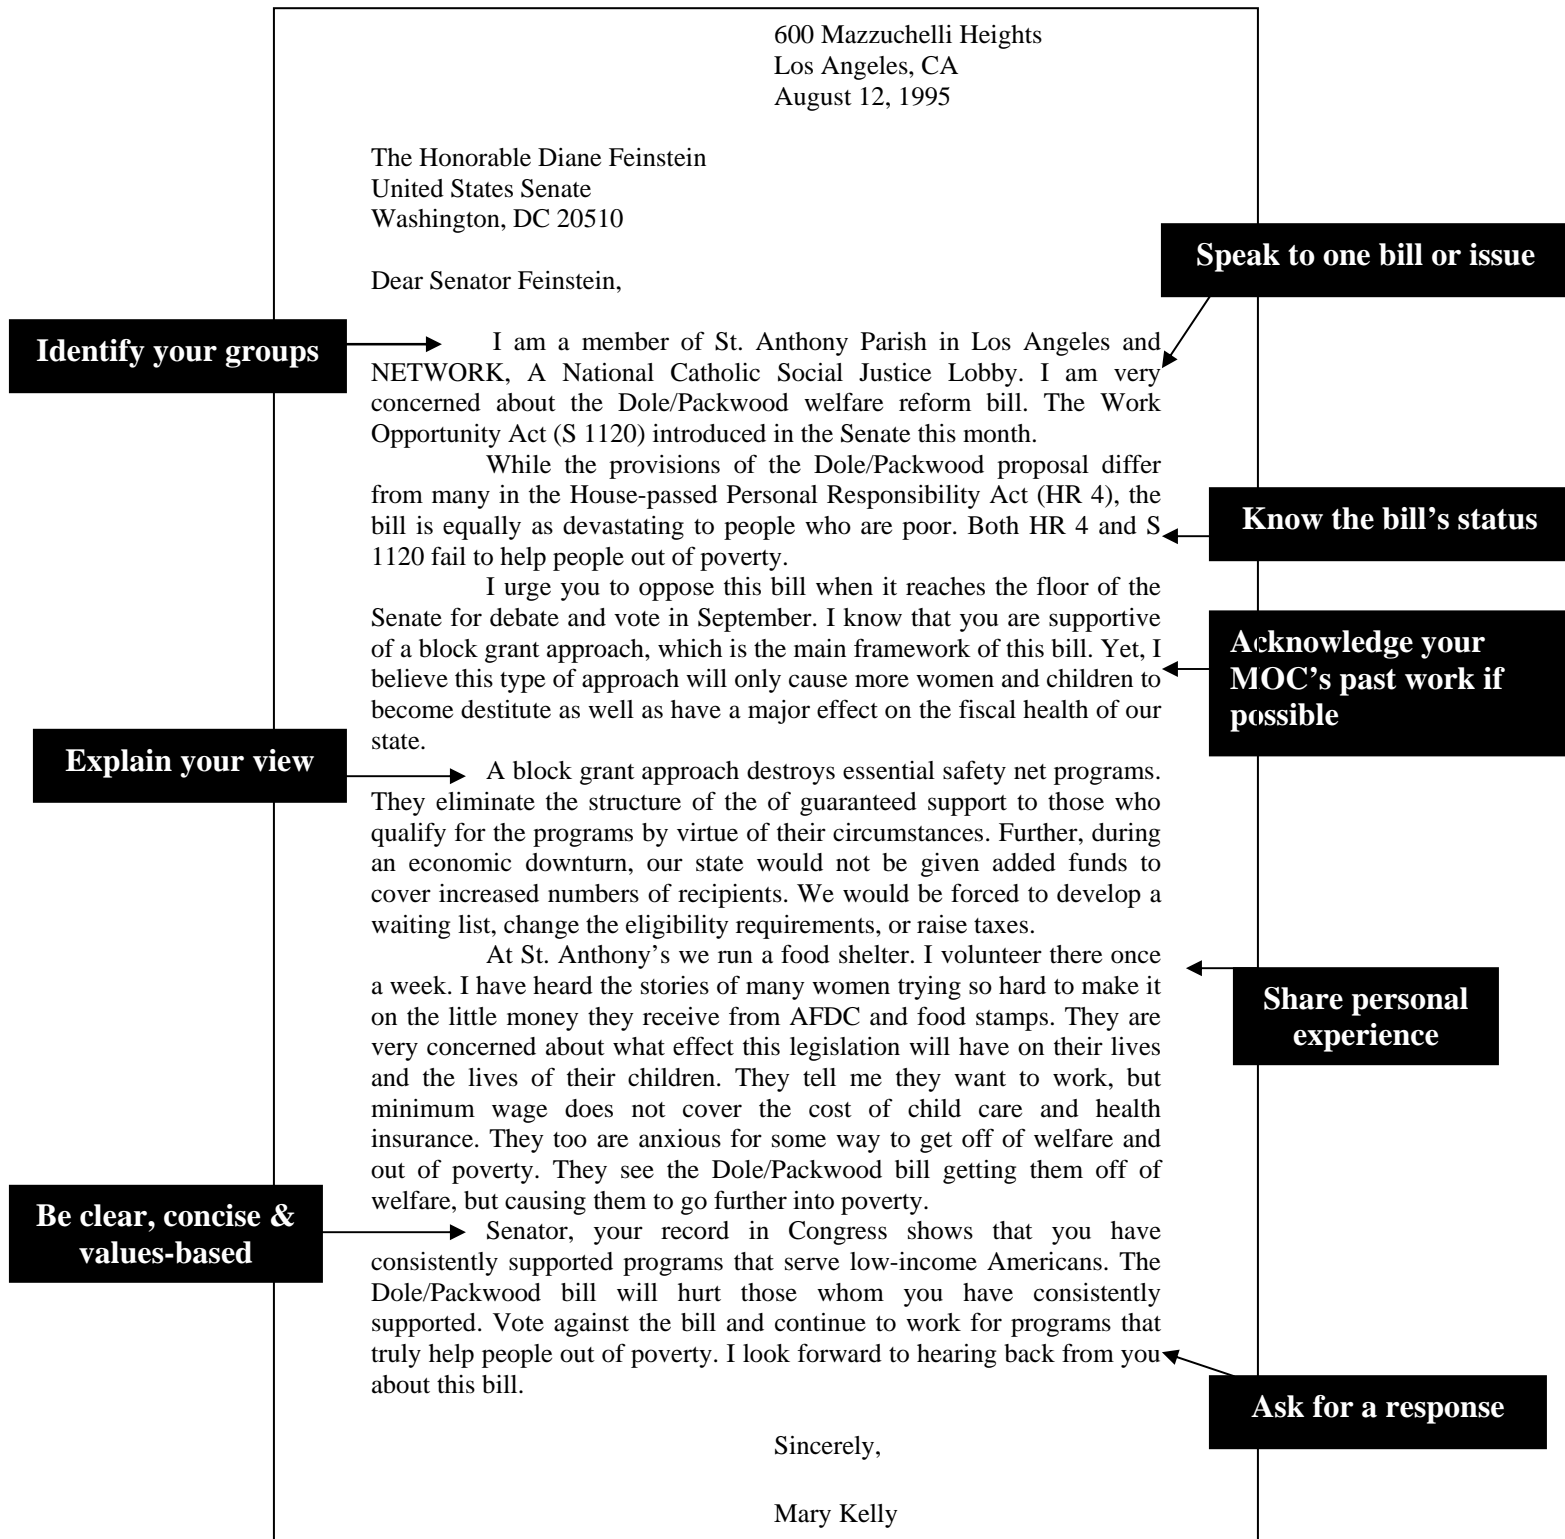 600 Mazzuchelli Heights
Los Angeles, CA
August 12, 1995
The Honorable Diane Feinstein
United States Senate
Washington, DC 20510
Speak to one bill or issue
Dear Senator Feinstein,
Identify your groups
I am a member of St. Anthony Parish in Los Angeles and
NETWORK, A National Catholic Social Justice Lobby. I am very
concerned about the Dole/Packwood welfare reform bill. The Work
Opportunity Act (S 1120) introduced in the Senate this month.
While the provisions of the Dole/Packwood proposal differ
from many in the House-passed Personal Responsibility Act (HR 4), the
bill is equally as devastating to people who are poor. Both HR 4 and S
1120 fail to help people out of poverty.
Know the bill’s status
I urge you to oppose this bill when it reaches the floor of the
Senate for debate and vote in September. I know that you are supportive
of a block grant approach, which is the main framework of this bill. Yet, I
believe this type of approach will only cause more women and children to
become destitute as well as have a major effect on the fiscal health of our
state.
Acknowledge your
MOC’s past work if
possible
Explain your view
A block grant approach destroys essential safety net programs.
They eliminate the structure of the of guaranteed support to those who
qualify for the programs by virtue of their circumstances. Further, during
an economic downturn, our state would not be given added funds to
cover increased numbers of recipients. We would be forced to develop a
waiting list, change the eligibility requirements, or raise taxes.
At St. Anthony’s we run a food shelter. I volunteer there once
a week. I have heard the stories of many women trying so hard to make it
on the little money they receive from AFDC and food stamps. They are
very concerned about what effect this legislation will have on their lives
and the lives of their children. They tell me they want to work, but
minimum wage does not cover the cost of child care and health
insurance. They too are anxious for some way to get off of welfare and
out of poverty. They see the Dole/Packwood bill getting them off of
welfare, but causing them to go further into poverty.
Share personal
experience
Be clear, concise &
values-based
Senator, your record in Congress shows that you have
consistently supported programs that serve low-income Americans. The
Dole/Packwood bill will hurt those whom you have consistently
supported. Vote against the bill and continue to work for programs that
truly help people out of poverty. I look forward to hearing back from you
about this bill.
Ask for a response
Sincerely,
Mary Kelly